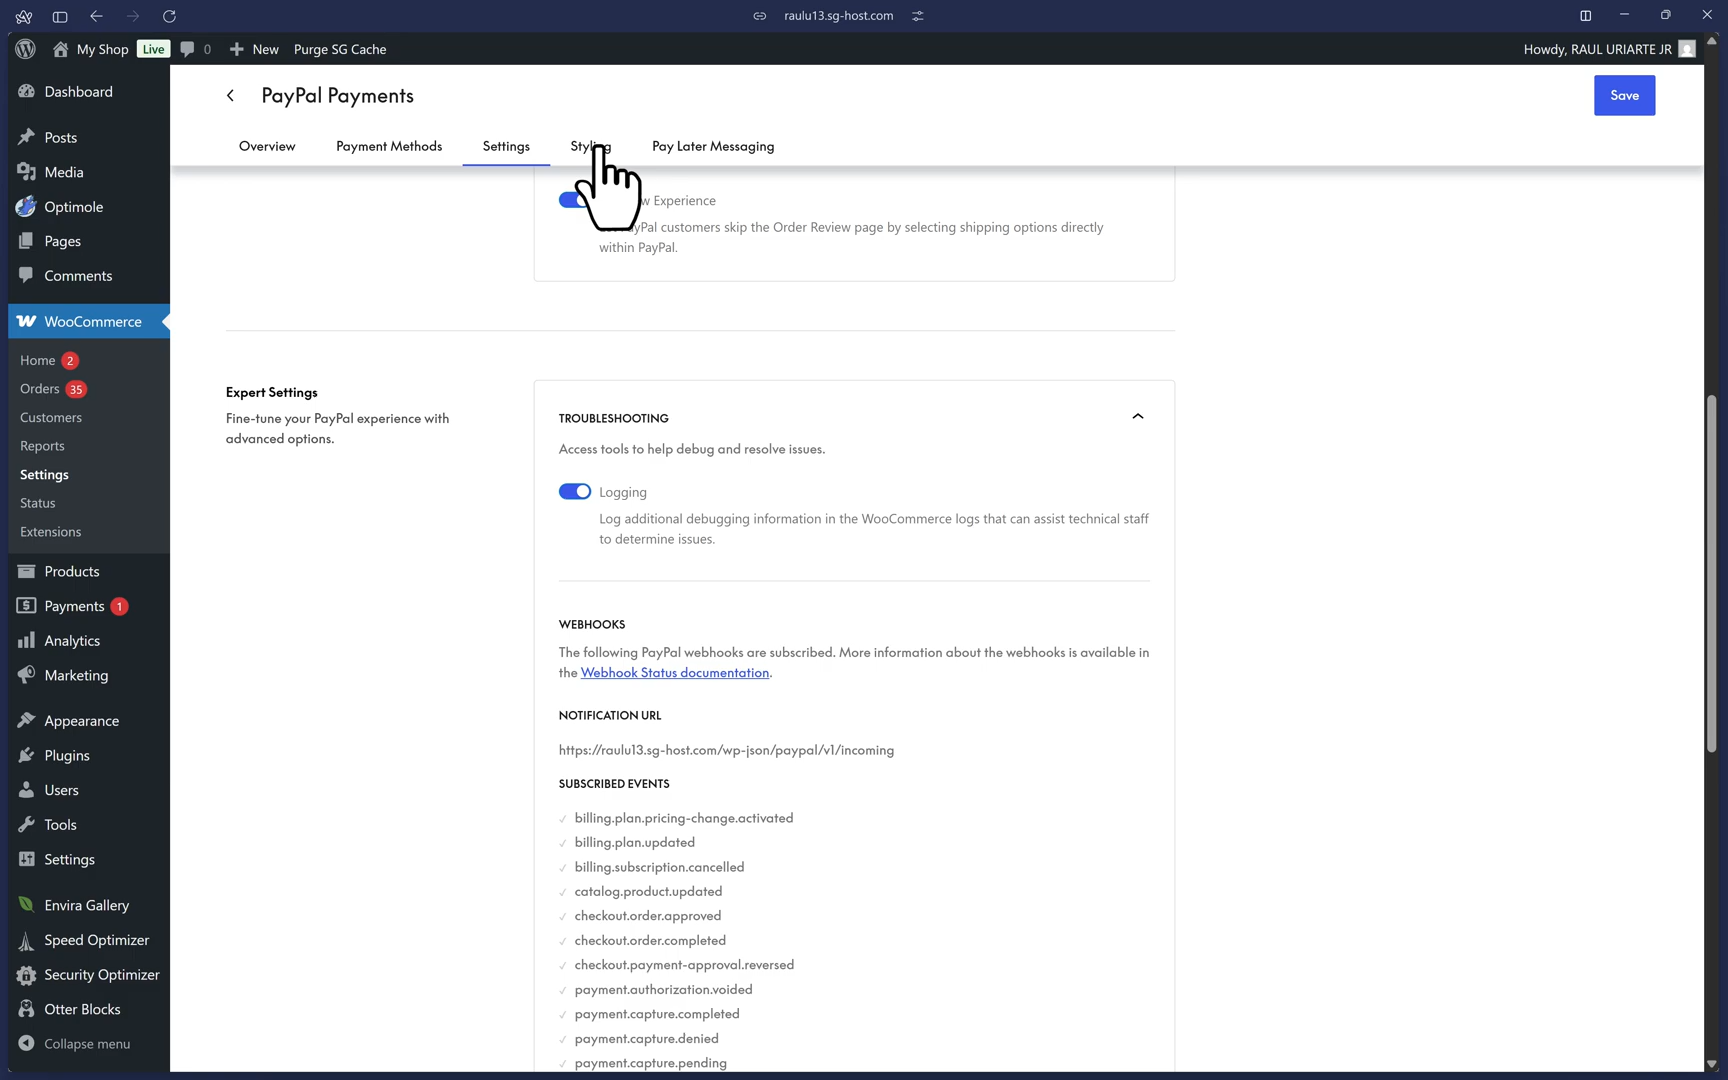 raulu13.sg-host.com
My Shop Live 0 New Purge SG Cache
Howdy, RAUL URIARTE JR
PayPal Payments
Save
Overview Payment Methods Settings Pay Later Messaging
Dashboard
Posts
Media
Optimole
Pages
Comments
WooCommerce
Home 2
Orders 35
Customers
Reports
Settings
Status
Extensions
Products
Payments 1
Analytics
Marketing
Appearance
Plugins
Users
Tools
Settings
Envira Gallery
Speed Optimizer
Security Optimizer
Otter Blocks
Collapse menu
Experience
customers skip the Order Review page by selecting shipping options directly
within PayPal.
Expert Settings
Fine-tune your PayPal experience with
advanced options.
TROUBLESHOOTING
Access tools to help debug and resolve issues.
Logging
Log additional debugging information in the WooCommerce logs that can assist technical staff
to determine issues.
WEBHOOKS
The following PayPal webhooks are subscribed. More information about the webhooks is available in
the Webhook Status documentation.
NOTIFICATION URL
https://raulu13.sg-host.com/wp-json/paypal/v1/incoming
SUBSCRIBED EVENTS
billing.plan.pricing-change.activated
billing.plan.updated
billing.subscription.cancelled
catalog.product.updated
checkout.order.approved
checkout.order.completed
checkout.payment-approval.reversed
payment.authorization.voided
payment.capture.completed
payment.capture.denied
payment.capture.pending